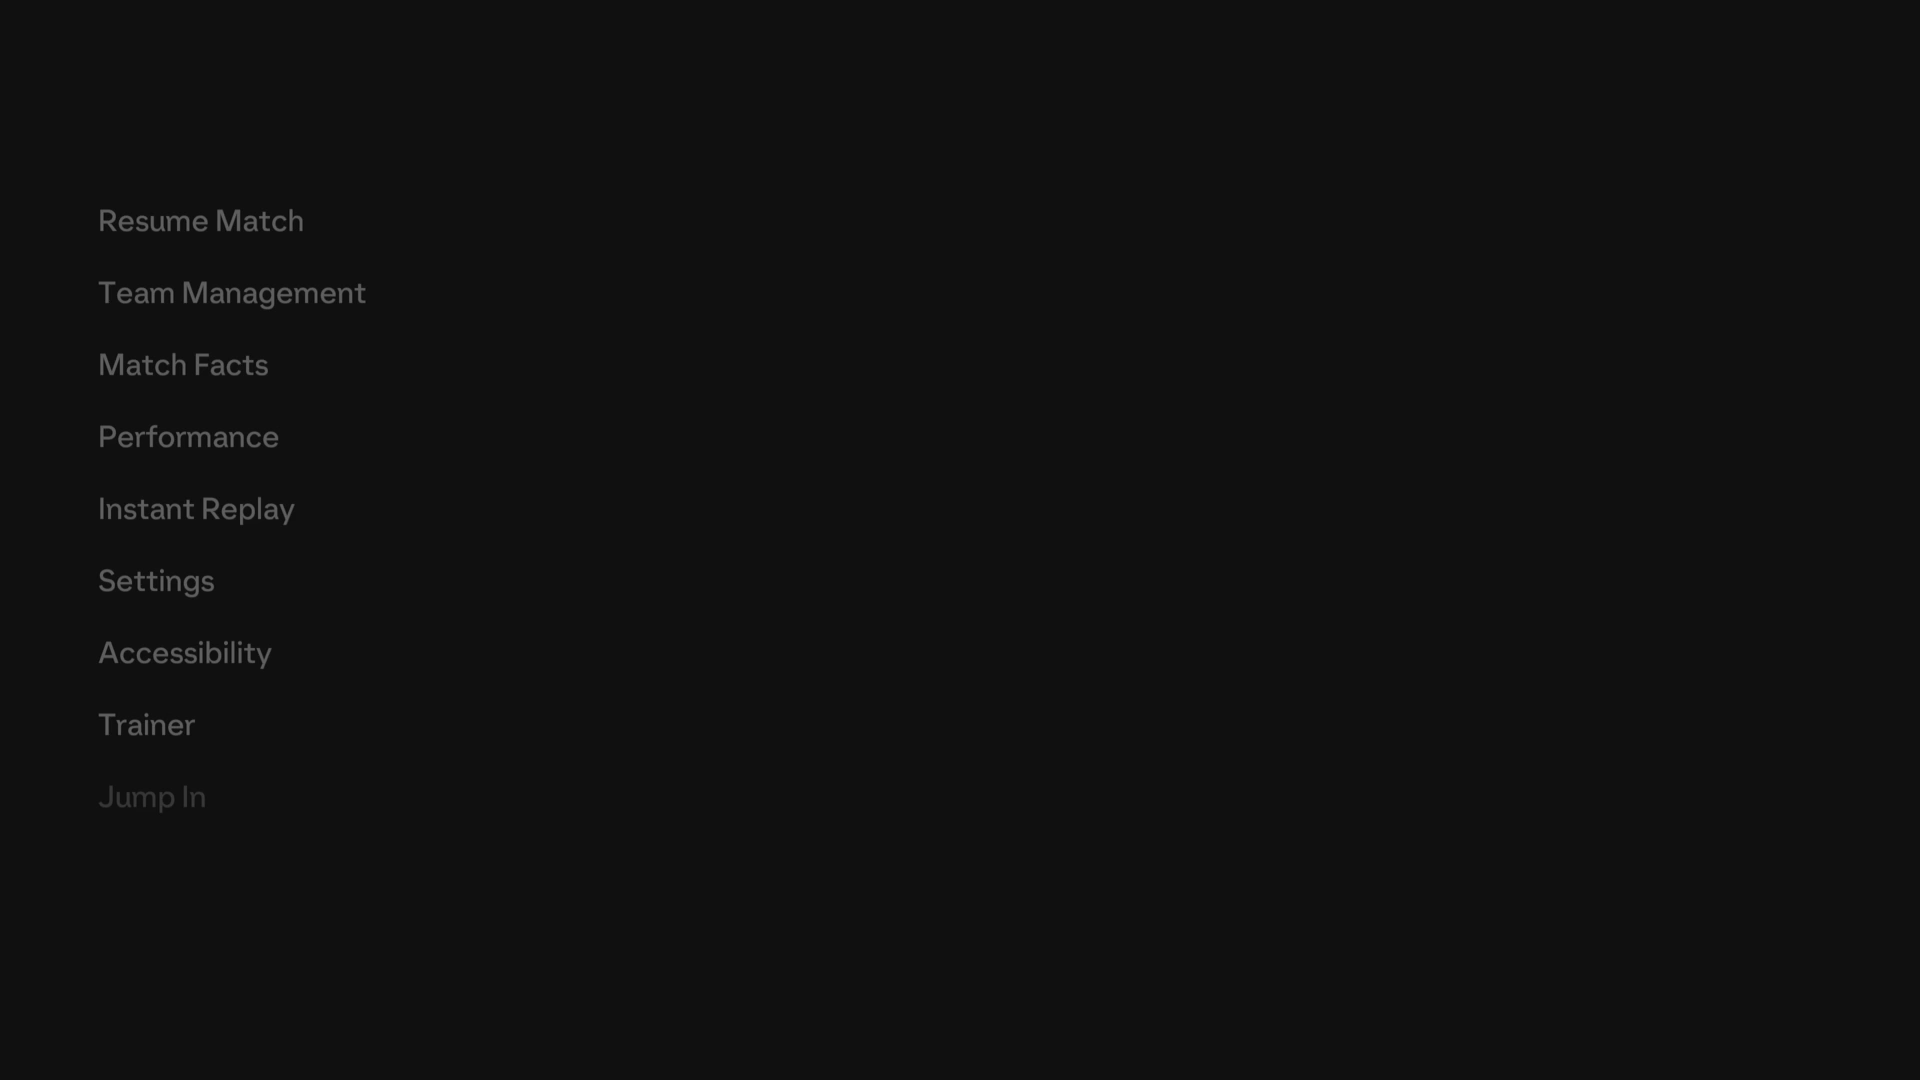 Resume Match
Team Management
Match Facts
Performance
Instant Replay
Settings
Accessibility
Trainer
Jump In